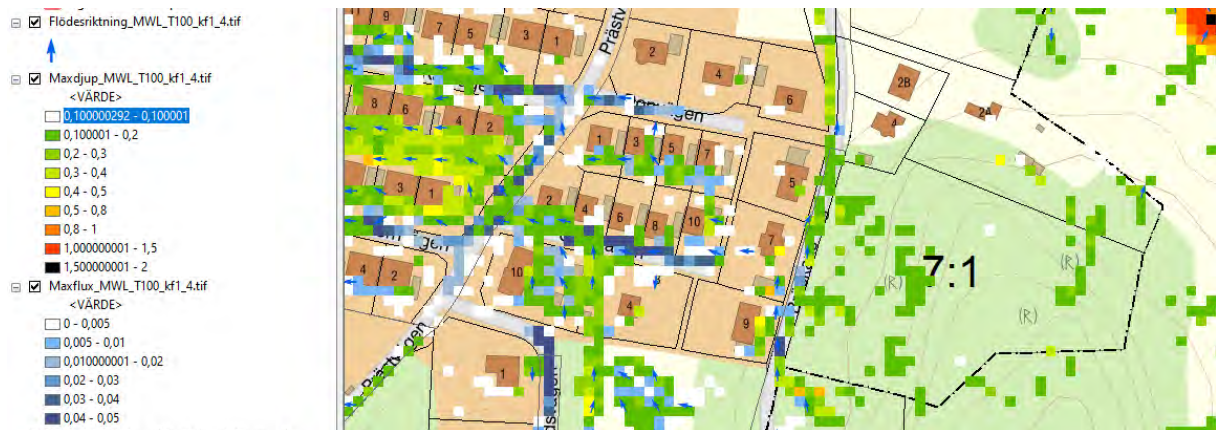 Flödesriktning_MWL_T100_kf1_4.tif
Maxdjup_MWL_T100_kf1_4.tif
<VÄRDE>
0,100000292 - 0,100001
0,100001 - 0,2
0,2 - 0,3
0,3 - 0,4
0,4 - 0,5
0,5 - 0,8
0,8 - 1
1,000000001 - 1,5
1,500000001 - 2
Maxflux_MWL_T100_kf1_4.tif
<VÄRDE>
0 - 0,005
0,005 - 0,01
0,010000001 - 0,02
0,02 - 0,03
0,03 - 0,04
0,04 - 0,05
7
5
3
1
2
4
6
2B
4
2A
8
6
4
2
1
3
5
7
5
3
1
2
4
6
8
10
7
7:1
(R)
(R)
(R)
4
2
10
4
9
1